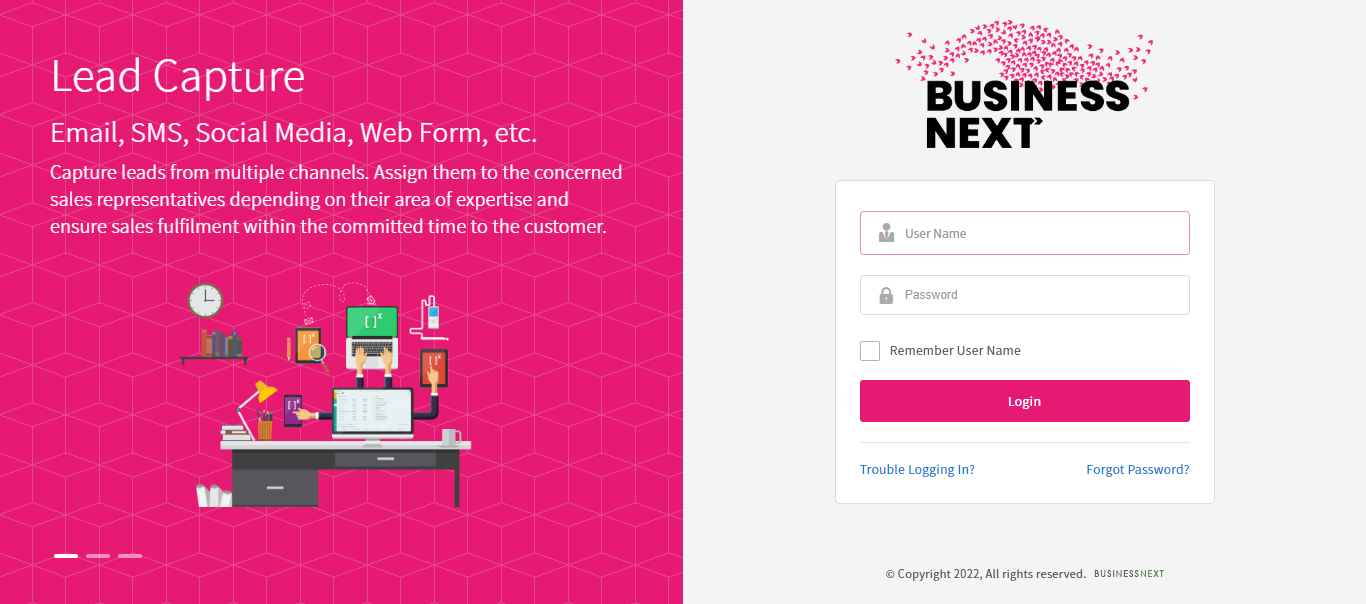 Lead Capture
Email, SMS, Social Media, Web Form, etc.
Capture leads from multiple channels. Assign them to the concerned
sales representatives depending on their area of expertise and
ensure sales fulfilment within the committed time to the customer.
[ ]x
[ ]x
[ ]x
[ ]x
BUSINESS
NEXT
User Name
Password
Remember User Name
Login
Trouble Logging In?
Forgot Password?
© Copyright 2022, All rights reserved. BUSINESSNEXT